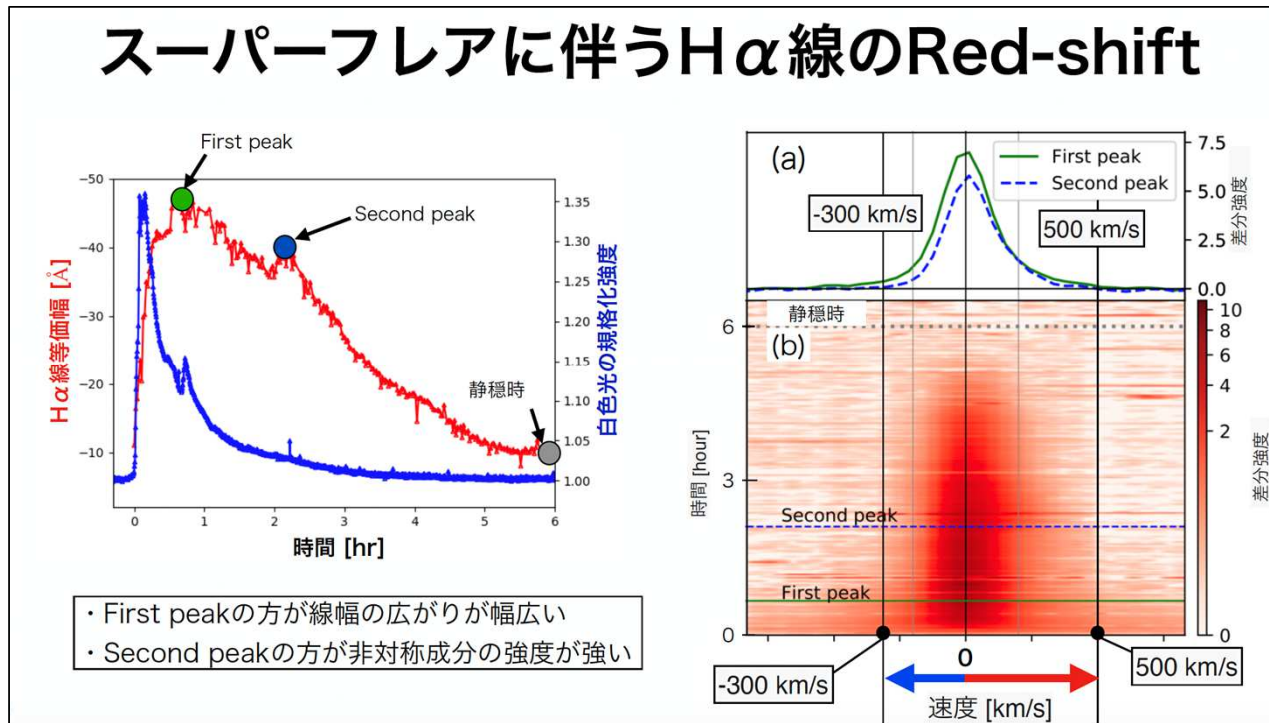 スーパーフレアに伴うHα線のRed-shift
First peak
Second peak
静穏時
−50
−40
−30
−20
−10
1.35
1.30
1.25
1.20
1.15
1.10
1.05
1.00
Hα線等価幅 [Å]
白色光の規格化強度
0 1 2 3 4 5 6
時間 [hr]
・First peakの方が線幅の広がりが幅広い
・Second peakの方が非対称成分の強度が強い
(a)
First peak
Second peak
-300 km/s
500 km/s
7.5
5.0
2.5
0.0
差分強度
静穏時
(b)
6
3
0
時間 [hour]
Second peak
First peak
10
8
6
4
2
0
差分強度
-300 km/s
0
500 km/s
速度 [km/s]